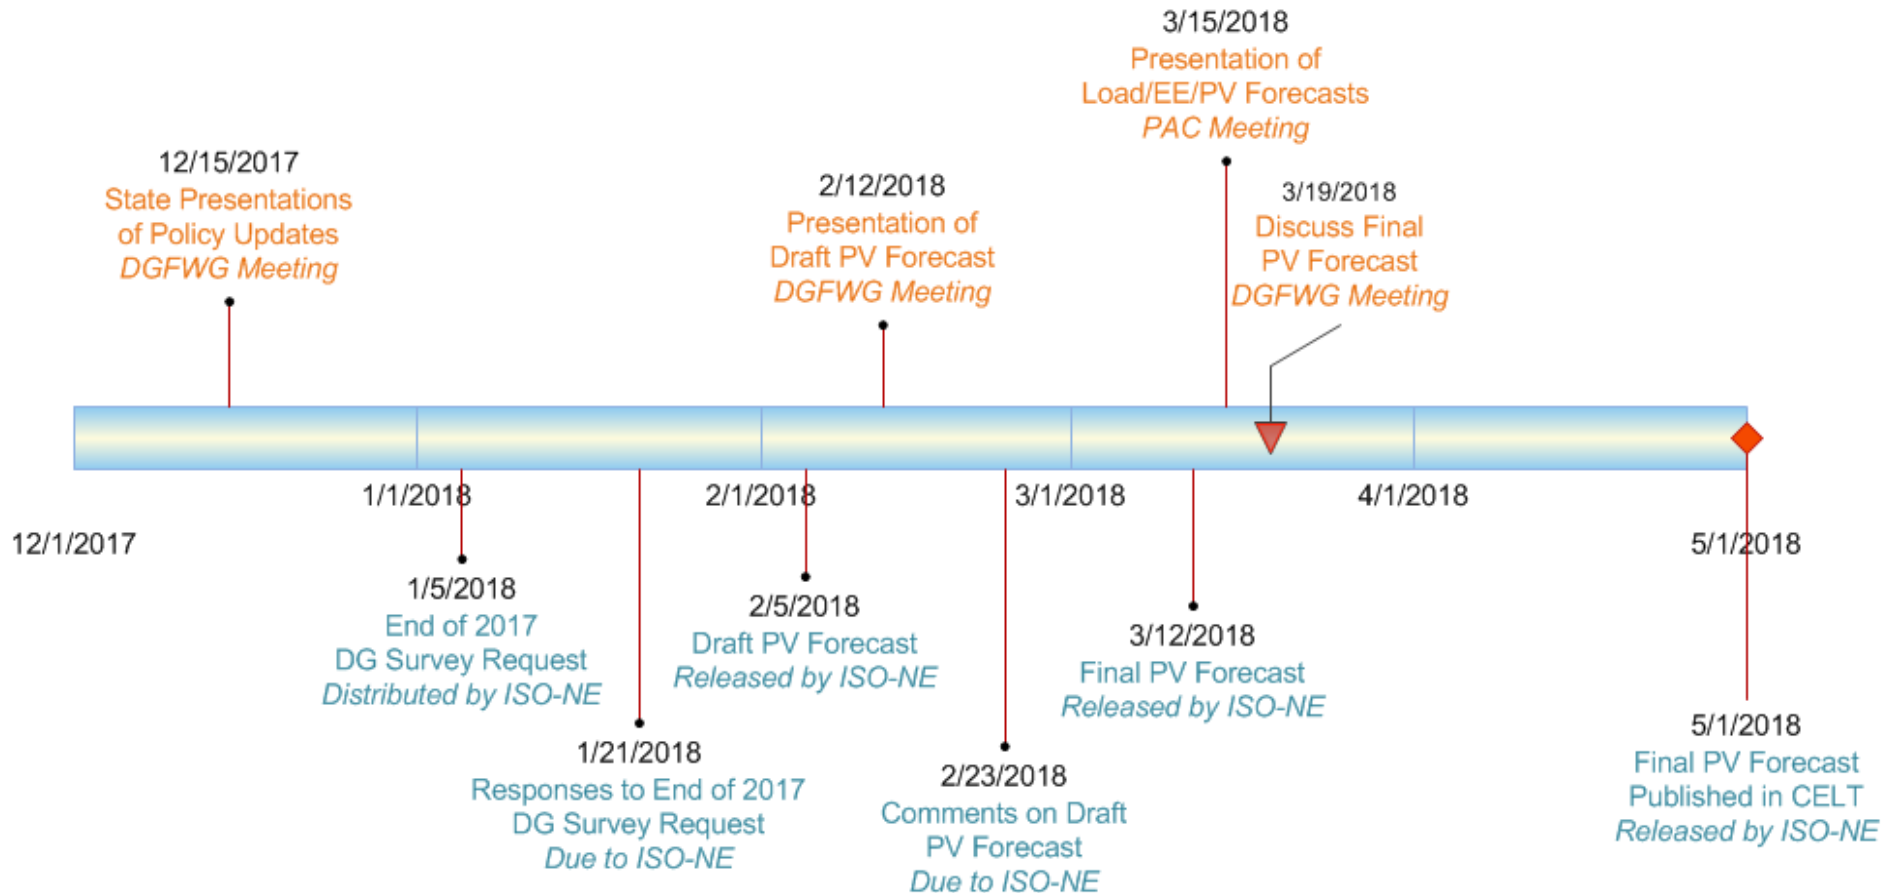 3/15/2018
Presentation of
Load/EE/PV Forecasts
PAC Meeting
12/15/2017
State Presentations
of Policy Updates
DGFWG Meeting
2/12/2018
Presentation of
Draft PV Forecast
DGFWG Meeting
3/19/2018
Discuss Final
PV Forecast
DGFWG Meeting
12/1/2017
1/1/2018
2/1/2018
3/1/2018
4/1/2018
5/1/2018
1/5/2018
End of 2017
DG Survey Request
Distributed by ISO-NE
1/21/2018
Responses to End of 2017
DG Survey Request
Due to ISO-NE
2/5/2018
Draft PV Forecast
Released by ISO-NE
2/23/2018
Comments on Draft
PV Forecast
Due to ISO-NE
3/12/2018
Final PV Forecast
Released by ISO-NE
5/1/2018
Final PV Forecast
Published in CELT
Released by ISO-NE